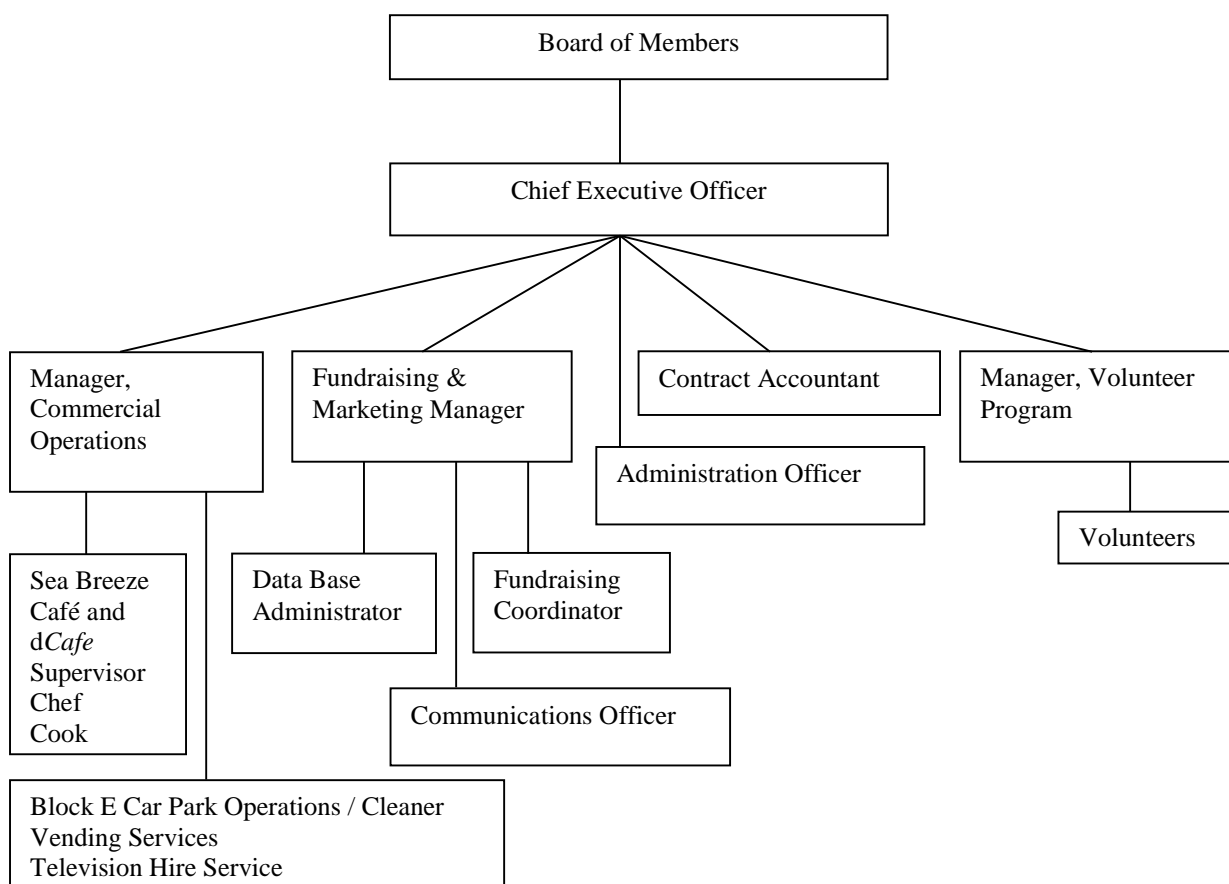 Board of Members
Chief Executive Officer
Manager,
Commercial
Operations
Fundraising &
Marketing Manager
Contract Accountant
Manager, Volunteer
Program
Administration Officer
Volunteers
Sea Breeze
Café and
dCafe
Supervisor
Chef
Cook
Data Base
Administrator
Fundraising
Coordinator
Communications Officer
Block E Car Park Operations / Cleaner
Vending Services
Television Hire Service